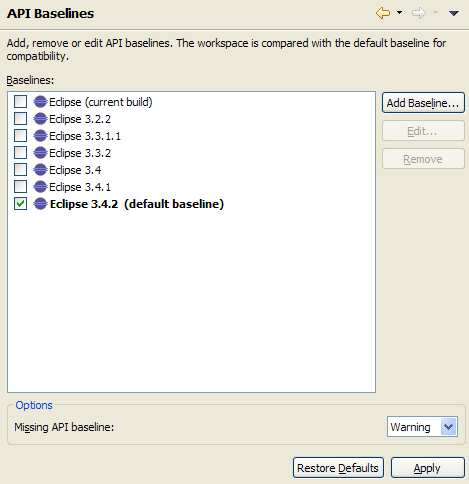 API Baselines
Add, remove or edit API baselines. The workspace is compared with the default baseline for
compatibility.
Baselines:
Eclipse (current build)
Eclipse 3.2.2
Eclipse 3.3.1.1
Eclipse 3.3.2
Eclipse 3.4
Eclipse 3.4.1
Eclipse 3.4.2 (default baseline)
Add Baseline...
Edit...
Remove
Options
Missing API baseline:
Warning
Restore Defaults
Apply